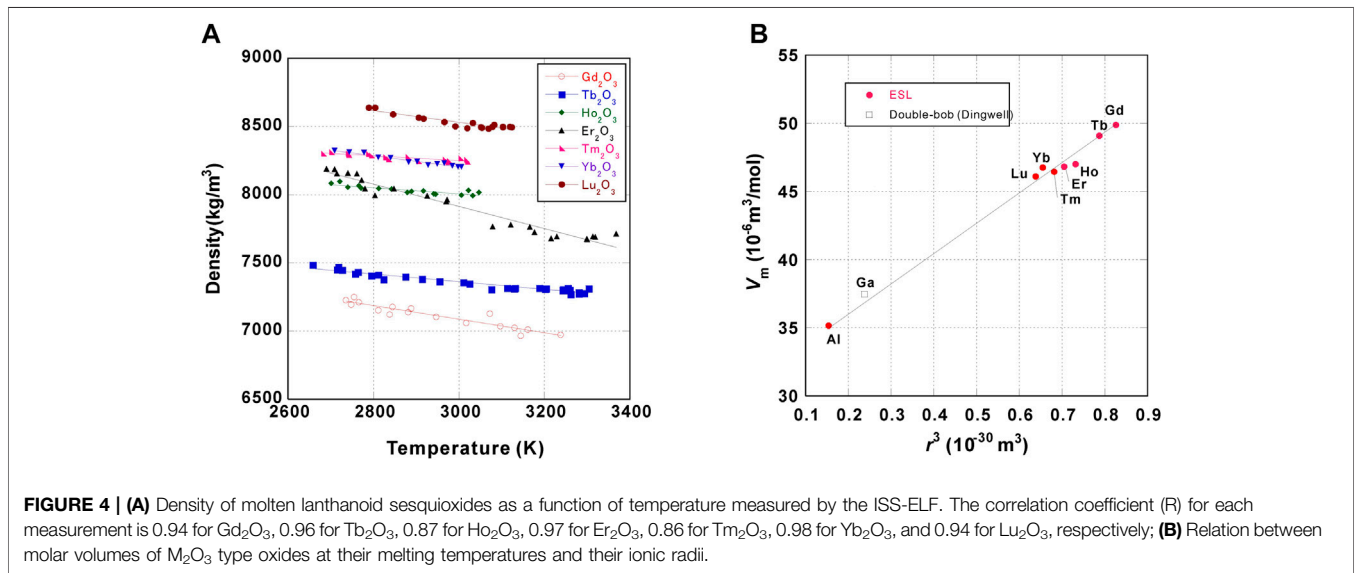 A
9000
8500
8000
7500
7000
6500
Density(kg/m³)
2600
2800
3000
3200
3400
Temperature (K)
Gd₂O₃
Tb₂O₃
Ho₂O₃
Er₂O₃
Tm₂O₃
Yb₂O₃
Lu₂O₃
B
55
50
45
40
35
30
Vₘ (10⁻⁶m³/mol)
ESL
Double-bob (Dingwell)
Gd
Tb
Yb
Lu
Ho
Er
Tm
Ga
Al
0.1
0.2
0.3
0.4
0.5
0.6
0.7
0.8
0.9
r³ (10⁻³⁰ m³)
FIGURE 4 | (A) Density of molten lanthanoid sesquioxides as a function of temperature measured by the ISS-ELF. The correlation coefficient (R) for each
measurement is 0.94 for Gd₂O₃, 0.96 for Tb₂O₃, 0.87 for Ho₂O₃, 0.97 for Er₂O₃, 0.86 for Tm₂O₃, 0.98 for Yb₂O₃, and 0.94 for Lu₂O₃, respectively; (B) Relation between
molar volumes of M₂O₃ type oxides at their melting temperatures and their ionic radii.